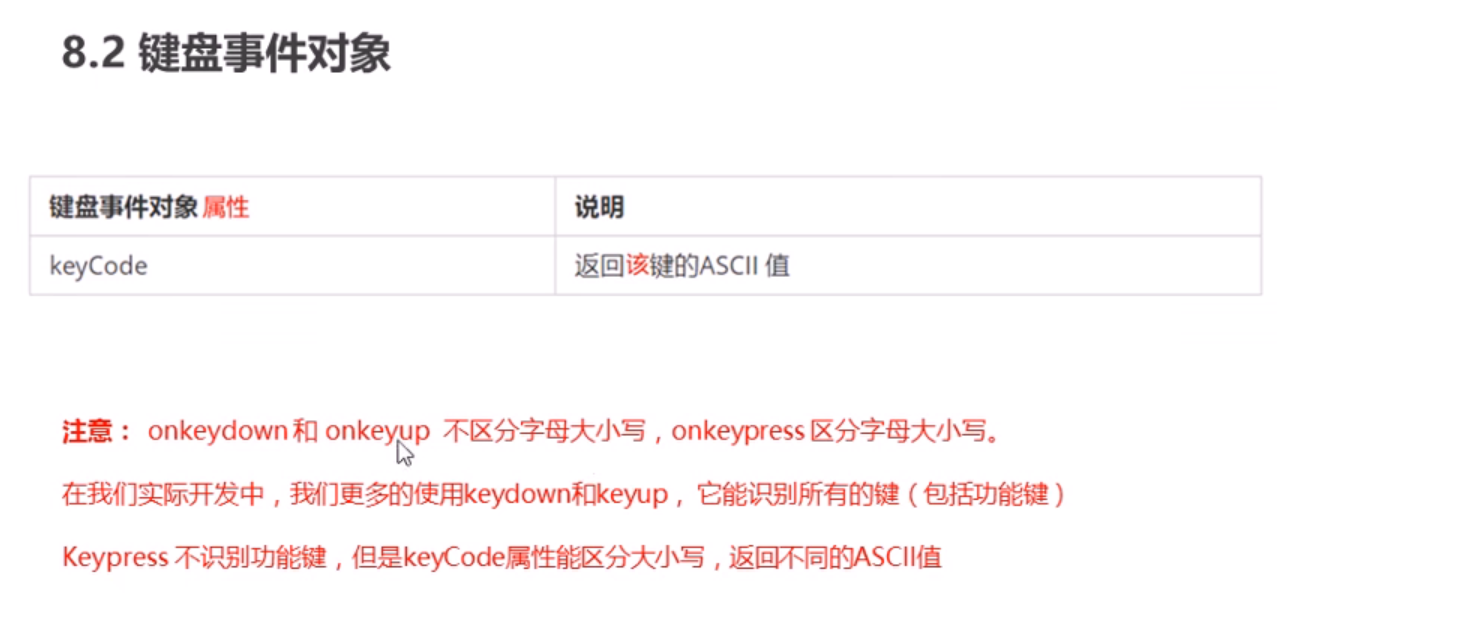 8.2 键盘事件对象
键盘事件对象 属性 说明
keyCode 返回该键的ASCII 值
注意： onkeydown 和 onkeyup 不区分字母大小写，onkeypress 区分字母大小写。
在我们实际开发中，我们更多的使用keydown和keyup， 它能识别所有的键（包括功能键）
Keypress 不识别功能键，但是keyCode属性能区分大小写，返回不同的ASCII值